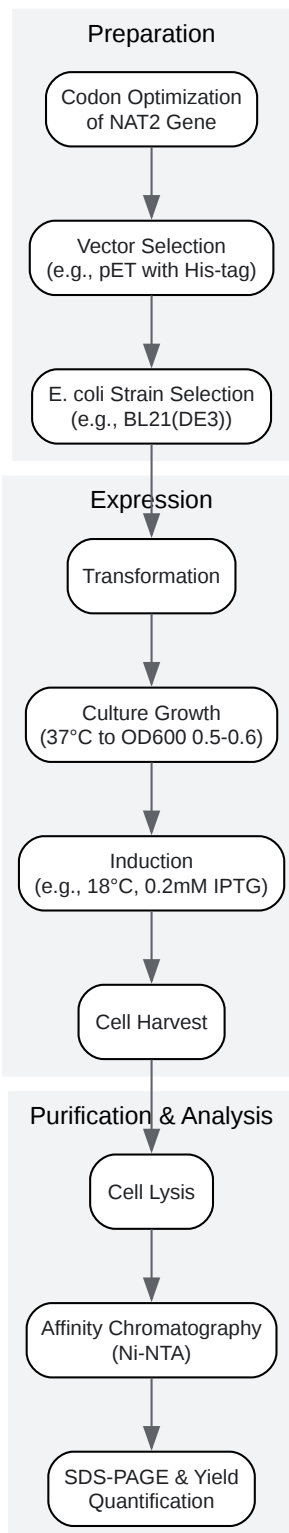 Preparation
Codon Optimization
of NAT2 Gene
Vector Selection
(e.g., pET with His-tag)
E. coli Strain Selection
(e.g., BL21(DE3))
Expression
Transformation
Culture Growth
(37°C to OD600 0.5-0.6)
Induction
(e.g., 18°C, 0.2mM IPTG)
Cell Harvest
Purification & Analysis
Cell Lysis
Affinity Chromatography
(Ni-NTA)
SDS-PAGE & Yield
Quantification